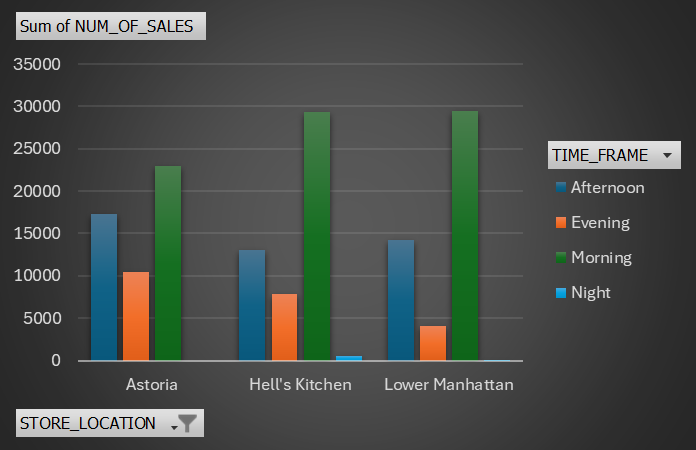 Sum of NUM_OF_SALES
35000
30000
25000
20000
15000
10000
5000
0
Astoria Hell's Kitchen Lower Manhattan
TIME_FRAME
Afternoon
Evening
Morning
Night
STORE_LOCATION